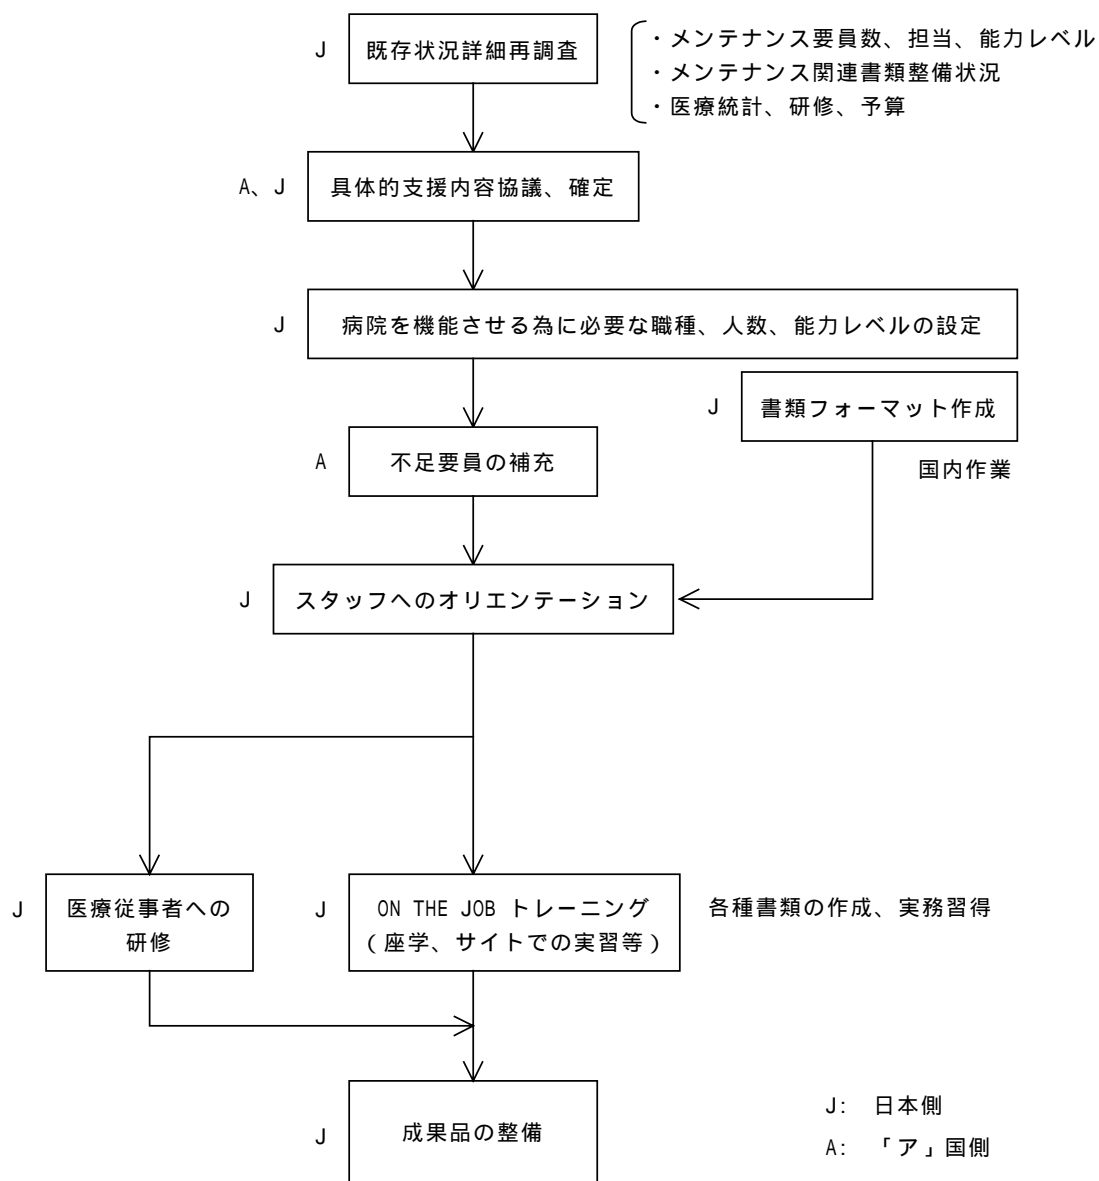 J
既存状況詳細再調査
・メンテナンス要員数、担当、能力レベル
・メンテナンス関連書類整備状況
・医療統計、研修、予算
A、J
具体的支援内容協議、確定
J
病院を機能させる為に必要な職種、人数、能力レベルの設定
J
書類フォーマット作成
国内作業
A
不足要員の補充
J
スタッフへのオリエンテーション
J
医療従事者への
研修
J
ON THE JOB トレーニング
(座学、サイトでの実習等)
各種書類の作成、実務習得
J
成果品の整備
J: 日本側
A: 「ア」国側